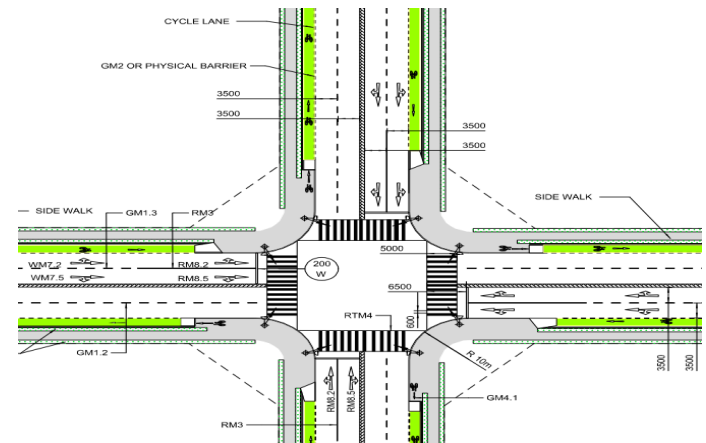 CYCLE LANE
GM2 OR PHYSICAL BARRIER
3500
3500
3500
3500
SIDE WALK
GM1.3
RM3
SIDE WALK
5000
WM7.2
RM8.2
200
W
WM7.5
RM8.5
6500
600
RTM4
GM1.2
R 10m
3500
3500
RM8.2
RM8.5
GM4.1
RM3